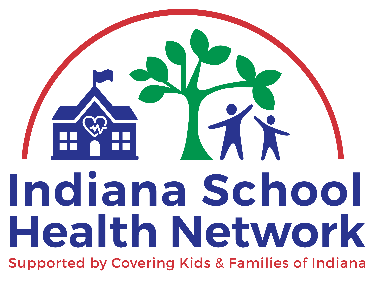 Indiana School
Health Network
Supported by Covering Kids & Families of Indiana